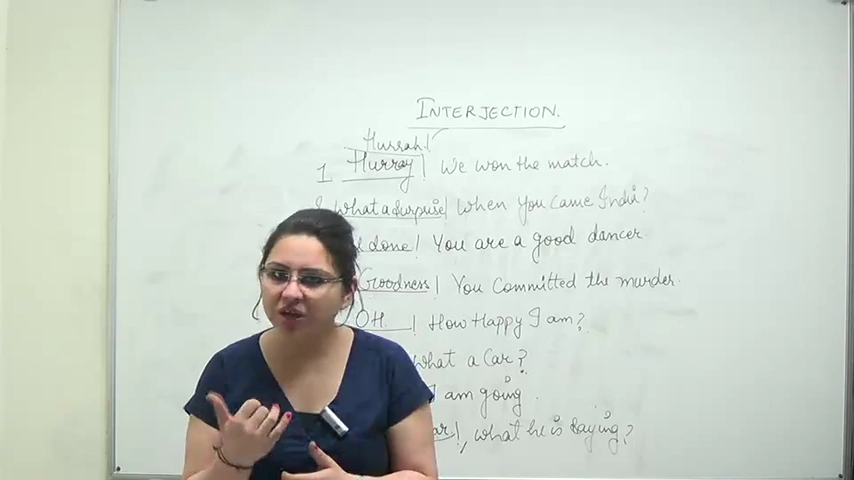 INTERJECTION.
Hurrah!
1 Hurray! We won the match.
What a Surprise! When You Came India?
done! You are a good dancer
Goodness! You Committed the murder.
OH! How Happy I am?
what a Car?
I am going.
!, what he is Saying?